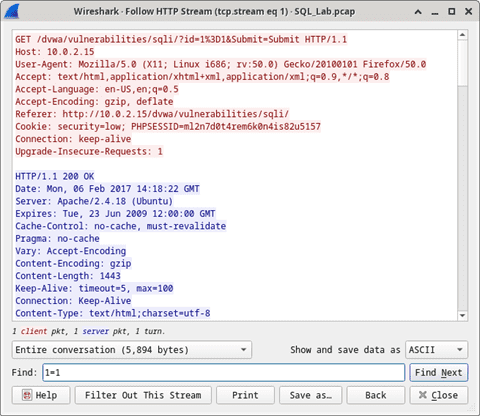 Wireshark · Follow HTTP Stream (tcp.stream eq 1) · SQL_Lab.pcap
GET /dvwa/vulnerabilities/sqli/?id=1%3D1&Submit=Submit HTTP/1.1
Host: 10.0.2.15
User-Agent: Mozilla/5.0 (X11; Linux i686; rv:50.0) Gecko/20100101 Firefox/50.0
Accept: text/html,application/xhtml+xml,application/xml;q=0.9,*/*;q=0.8
Accept-Language: en-US,en;q=0.5
Accept-Encoding: gzip, deflate
Referer: http://10.0.2.15/dvwa/vulnerabilities/sqli/
Cookie: security=low; PHPSESSID=ml2n7d0t4rem6k0n4is82u5157
Connection: keep-alive
Upgrade-Insecure-Requests: 1
HTTP/1.1 200 OK
Date: Mon, 06 Feb 2017 14:18:22 GMT
Server: Apache/2.4.18 (Ubuntu)
Expires: Tue, 23 Jun 2009 12:00:00 GMT
Cache-Control: no-cache, must-revalidate
Pragma: no-cache
Vary: Accept-Encoding
Content-Encoding: gzip
Content-Length: 1443
Keep-Alive: timeout=5, max=100
Connection: Keep-Alive
Content-Type: text/html;charset=utf-8
1 client pkt, 1 server pkt, 1 turn.
Entire conversation (5,894 bytes) Show and save data as ASCII
Find: 1=1 Find Next
Help Filter Out This Stream Print Save as… Back Close